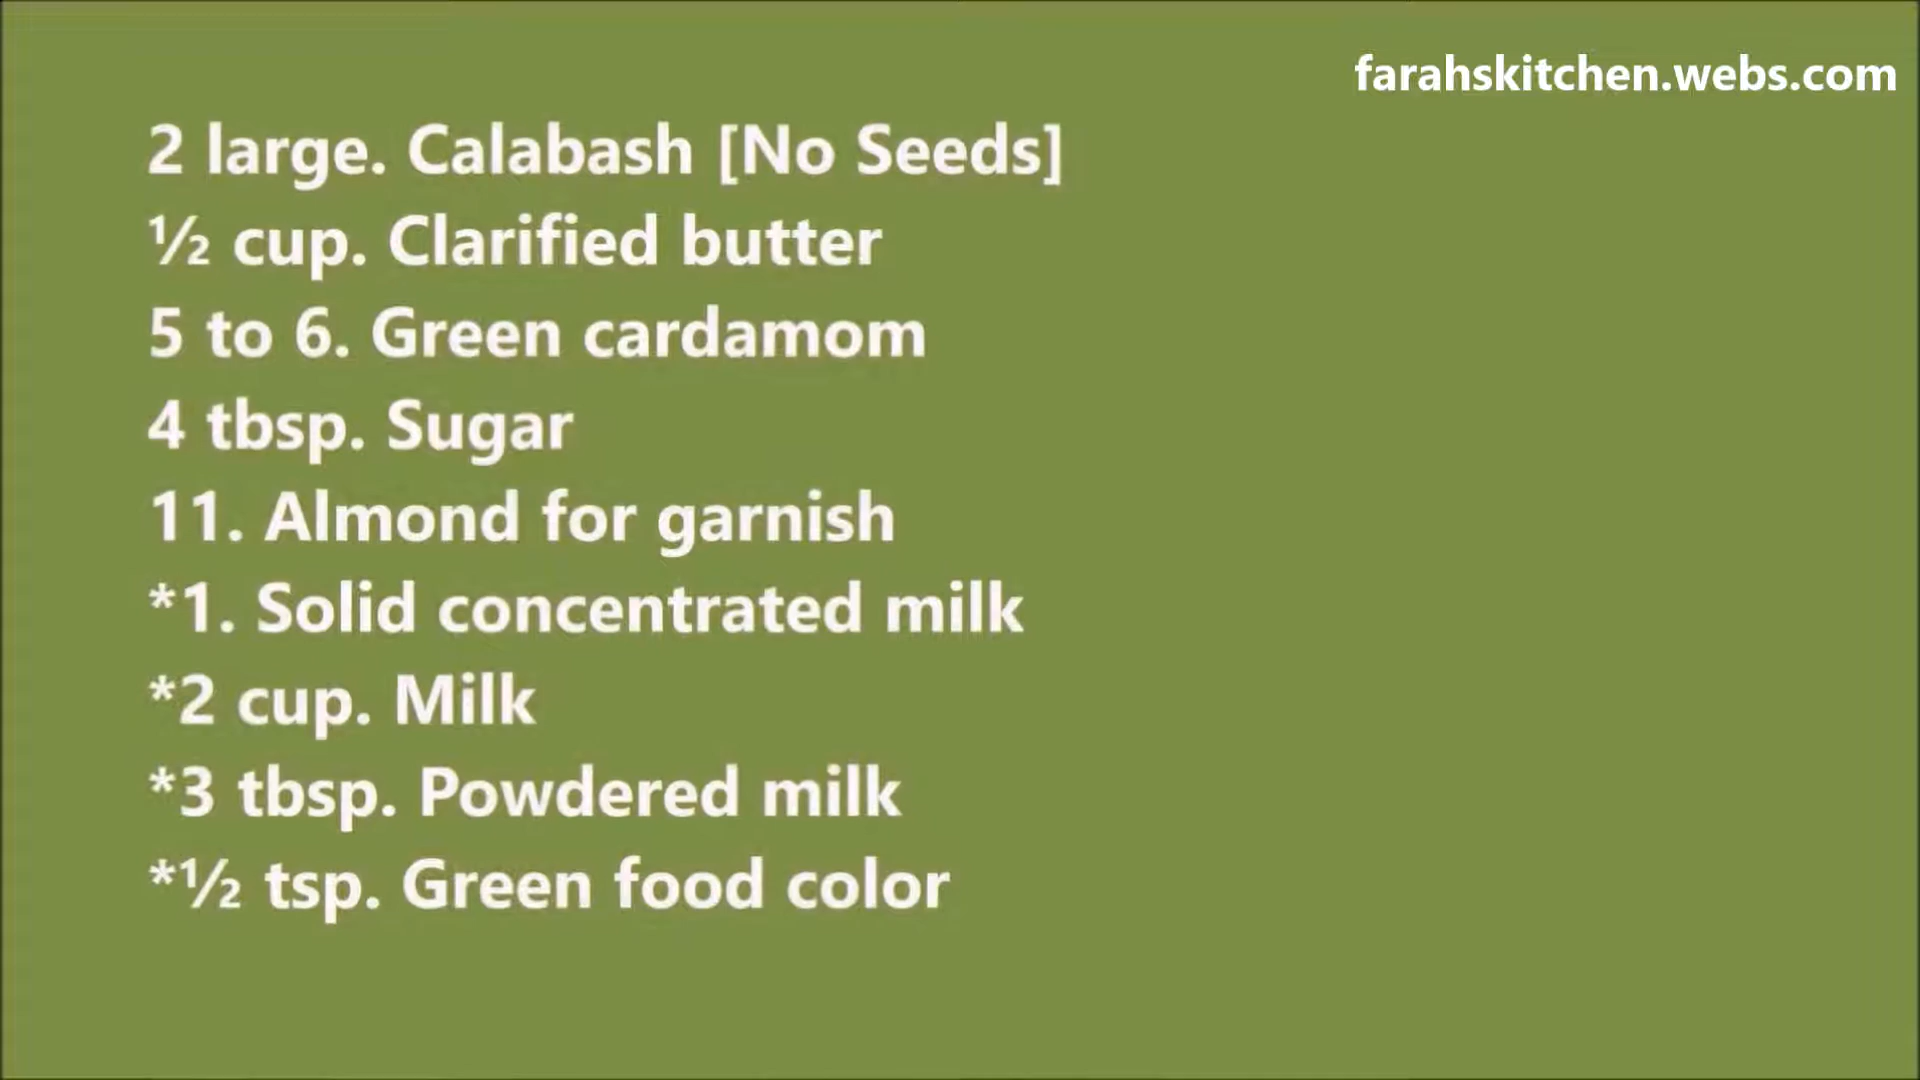 farahskitchen.webs.com
2 large. Calabash [No Seeds]
½ cup. Clarified butter
5 to 6. Green cardamom
4 tbsp. Sugar
11. Almond for garnish
*1. Solid concentrated milk
*2 cup. Milk
*3 tbsp. Powdered milk
*½ tsp. Green food color